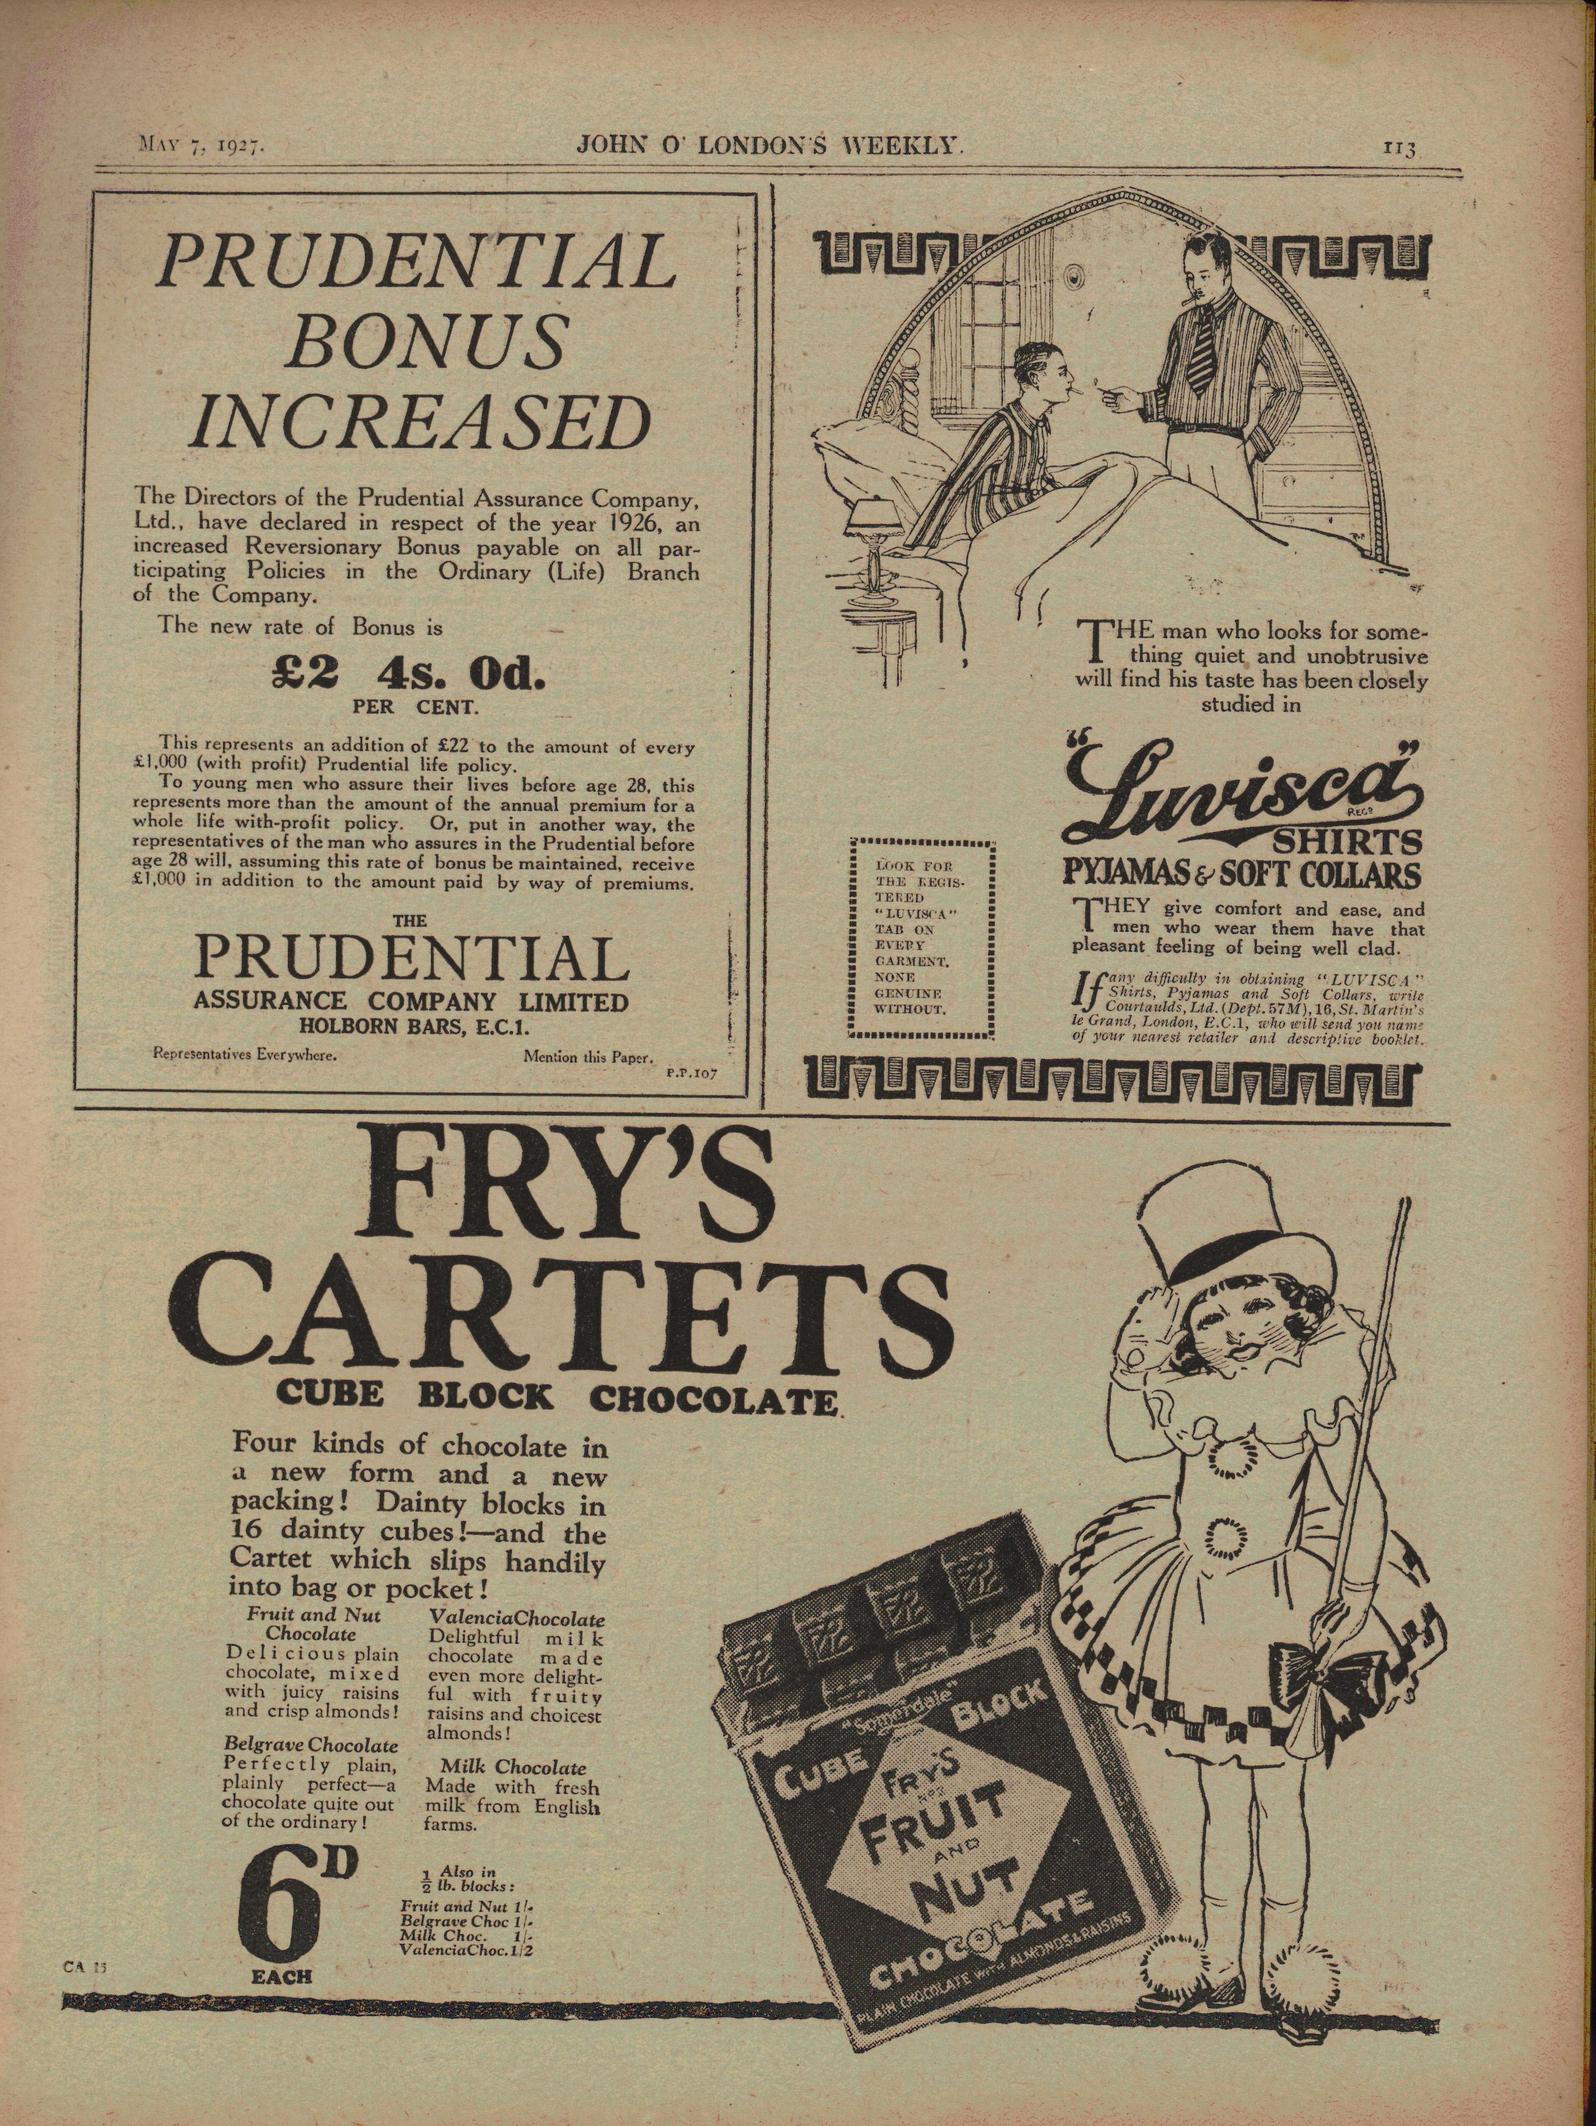 MAY 7, 1927.
JOHN O' LONDON'S WEEKLY.
113
PRUDENTIAL
BONUS
INCREASED
The Directors of the Prudential Assurance Company,
Ltd., have declared in respect of the year 1926, an
increased Reversionary Bonus payable on all par-
ticipating Policies in the Ordinary (Life) Branch
of the Company.
The new rate of Bonus is
£2 4s. 0d.
PER CENT.
This represents an addition of £22 to the amount of every
£1,000 (with profit) Prudential life policy.
To young men who assure their lives before age 28, this
represents more than the amount of the annual premium for a
whole life with-profit policy. Or, put in another way, the
representatives of the man who assures in the Prudential before
age 28 will, assuming this rate of bonus be maintained, receive
£1,000 in addition to the amount paid by way of premiums.
THE
PRUDENTIAL
ASSURANCE COMPANY LIMITED
HOLBORN BARS, E.C.1.
Representatives Everywhere.
Mention this Paper.
P.P.107
THE man who looks for some-
thing quiet and unobtrusive
will find his taste has been closely
studied in
"Luvisca"
REGD
SHIRTS
PYJAMAS & SOFT COLLARS
LOOK FOR
THE REGIS-
TERED
"LUVISCA"
TAB ON
EVERY
GARMENT.
NONE
GENUINE
WITHOUT.
THEY give comfort and ease, and
men who wear them have that
pleasant feeling of being well clad.
If any difficulty in obtaining "LUVISCA"
Shirts, Pyjamas and Soft Collars, write
Courtaulds, Ltd. (Dept. 57M), 16, St. Martin's
le Grand, London, E.C.1, who will send you name
of your nearest retailer and descriptive booklet.
FRY'S
CARTETS
CUBE BLOCK CHOCOLATE.
Four kinds of chocolate in
a new form and a new
packing! Dainty blocks in
16 dainty cubes!—and the
Cartet which slips handily
into bag or pocket!
Fruit and Nut
Chocolate
Delicious plain
chocolate, mixed
with juicy raisins
and crisp almonds!
Belgrave Chocolate
Perfectly plain,
plainly perfect—a
chocolate quite out
of the ordinary!
Valencia Chocolate
Delightful milk
chocolate made
even more delight-
ful with fruity
raisins and choicest
almonds!
Milk Chocolate
Made with fresh
milk from English
farms.
6D
EACH
Also in
½ lb. blocks:
Fruit and Nut 1/-
Belgrave Choc 1/-
Milk Choc. 1/-
Valencia Choc. 1/2
CA 15
"Somerdale"
CUBE BLOCK
FRY'S
FRUIT
AND
NUT
CHOCOLATE
PLAIN CHOCOLATE WITH ALMONDS & RAISINS